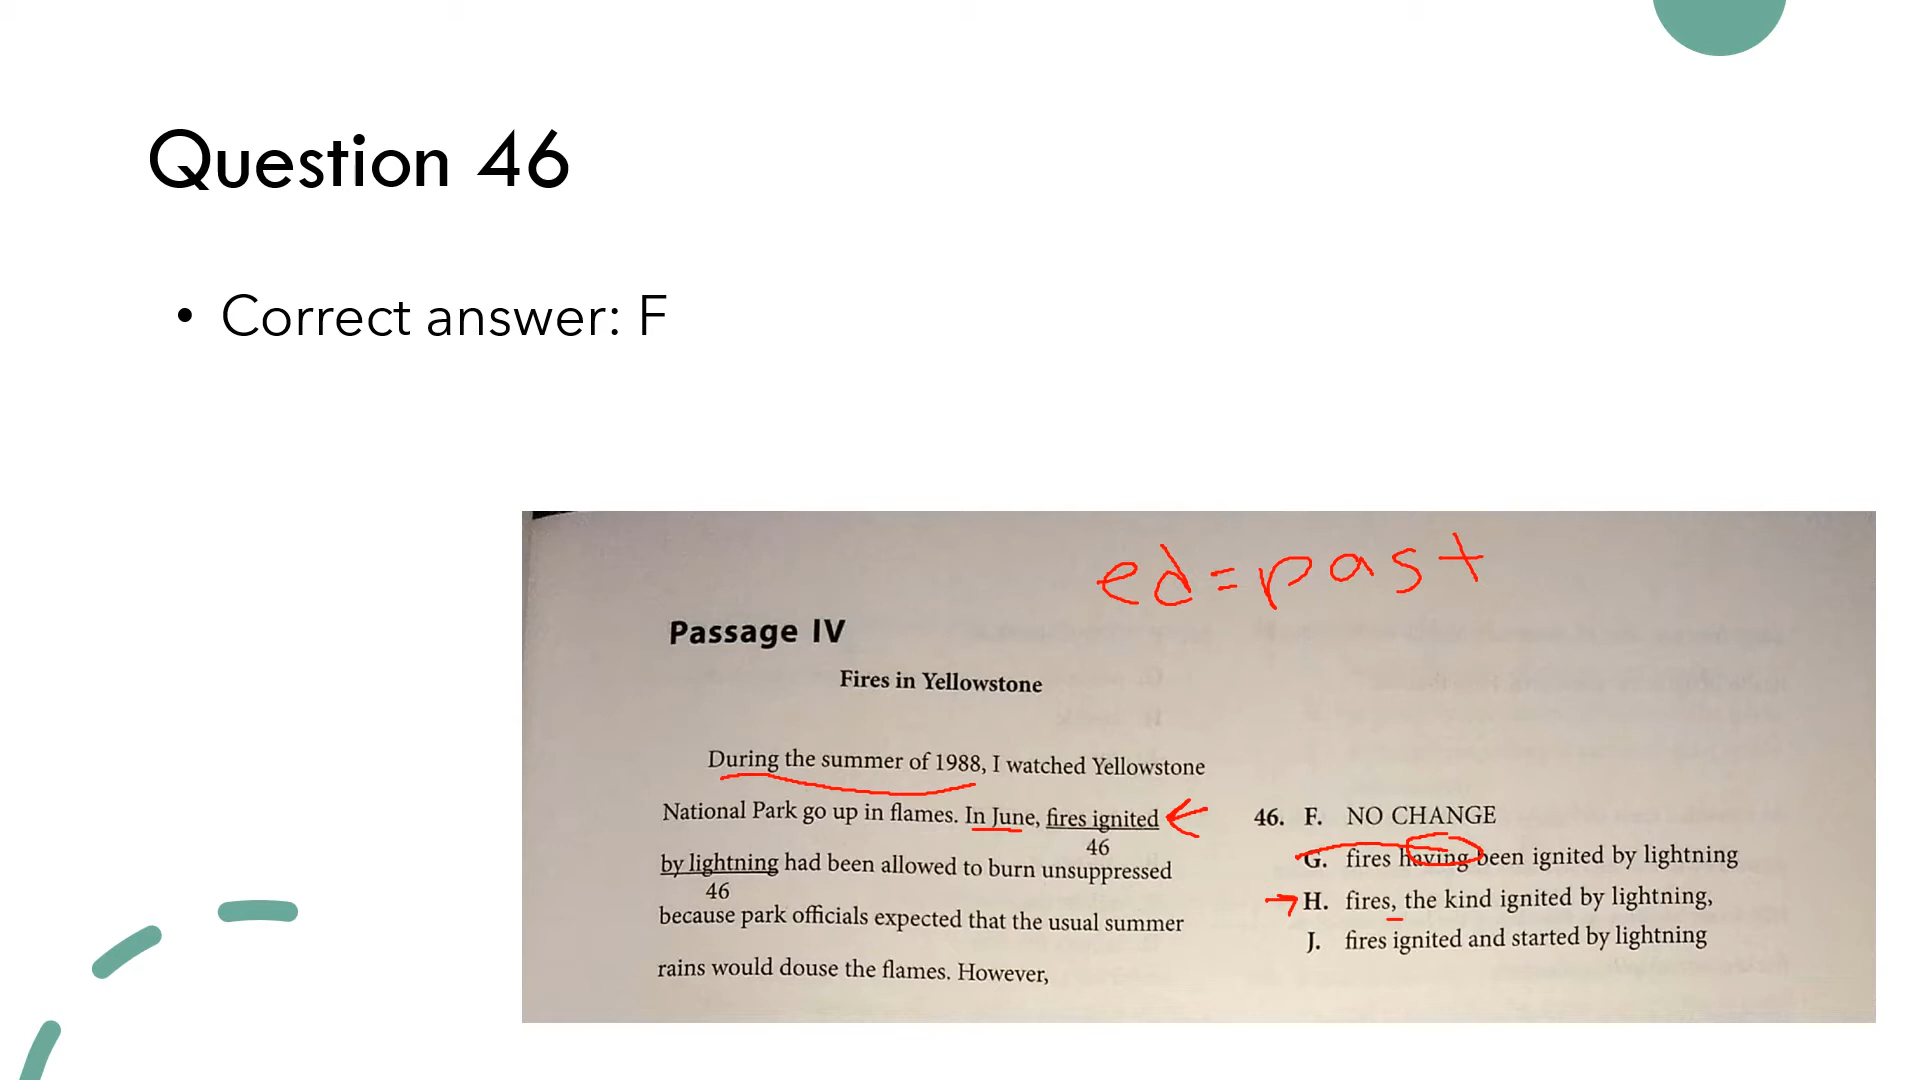 Question 46
• Correct answer: F
ed=past
Passage IV
Fires in Yellowstone
During the summer of 1988, I watched Yellowstone
National Park go up in flames. In June, fires ignited
46
by lightning had been allowed to burn unsuppressed
46
because park officials expected that the usual summer
rains would douse the flames. However,
46. F. NO CHANGE
G. fires having been ignited by lightning
H. fires, the kind ignited by lightning,
J. fires ignited and started by lightning